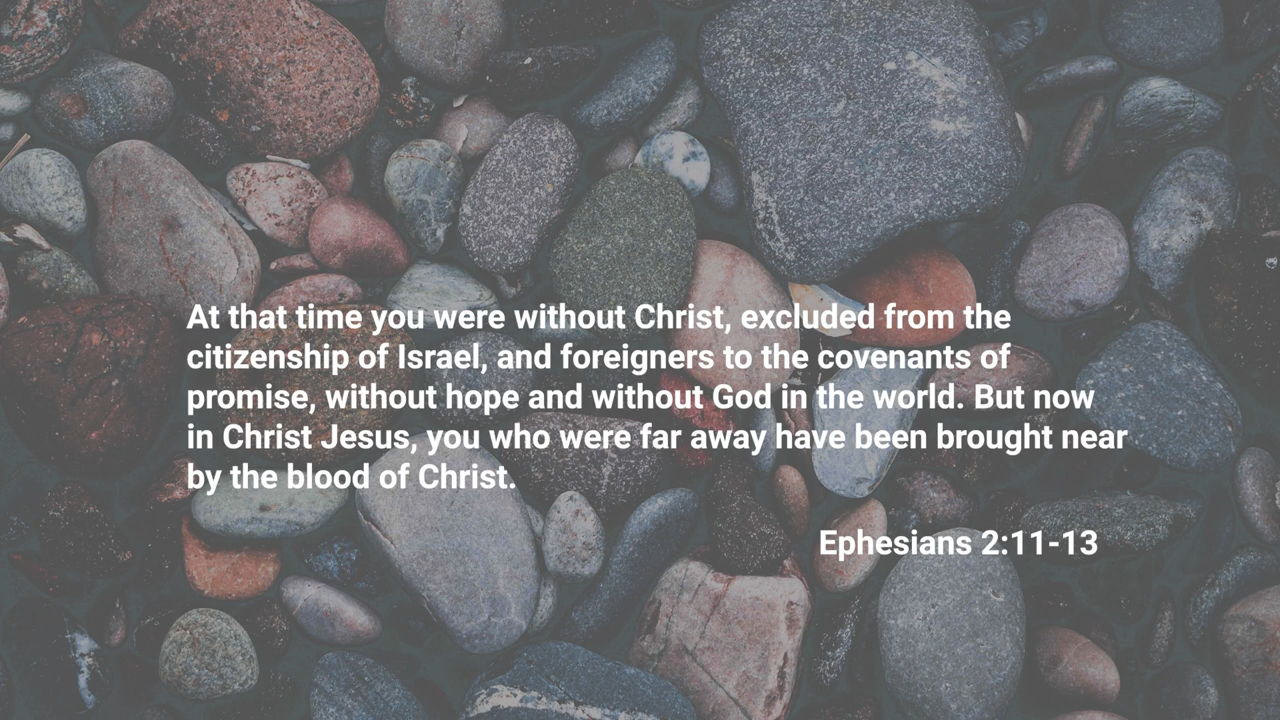 At that time you were without Christ, excluded from the
citizenship of Israel, and foreigners to the covenants of
promise, without hope and without God in the world. But now
in Christ Jesus, you who were far away have been brought near
by the blood of Christ.
Ephesians 2:11-13